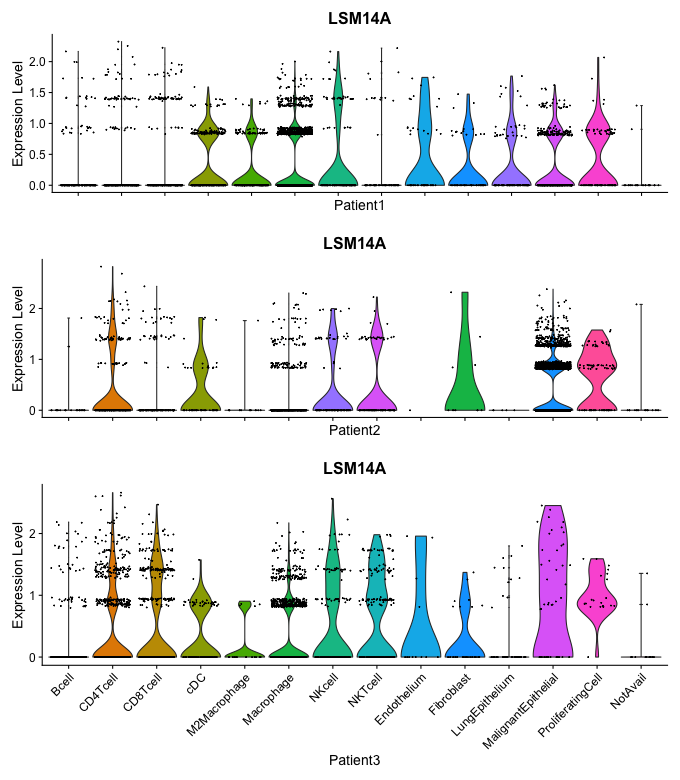 LSM14A
Expression Level
2.0
1.5
1.0
0.5
0.0
Patient1
LSM14A
Expression Level
2
1
0
Patient2
LSM14A
Expression Level
2
1
0
Bcell
CD4Tcell
CD8Tcell
cDC
M2Macrophage
Macrophage
NKcell
NKTcell
Endothelium
Fibroblast
LungEpithelium
MalignantEpithelial
ProliferatingCell
NotAvail
Patient3